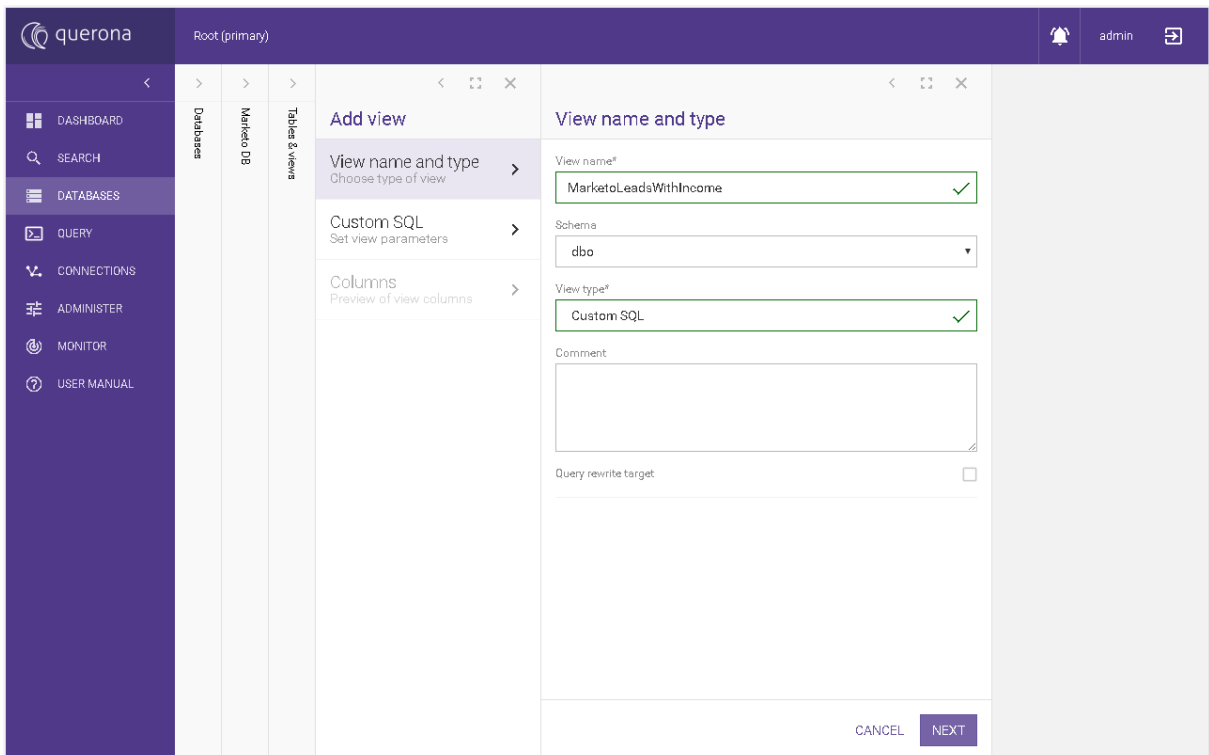 querona
Root (primary)
admin
DASHBOARD
SEARCH
DATABASES
QUERY
CONNECTIONS
ADMINISTER
MONITOR
USER MANUAL
Databases
Marketo DB
Tables & views
Add view
View name and type
Choose type of view
Custom SQL
Set view parameters
Columns
Preview of view columns
View name and type
View name*
MarketoLeadsWithIncome
Schema
dbo
View type*
Custom SQL
Comment
Query rewrite target
CANCEL
NEXT